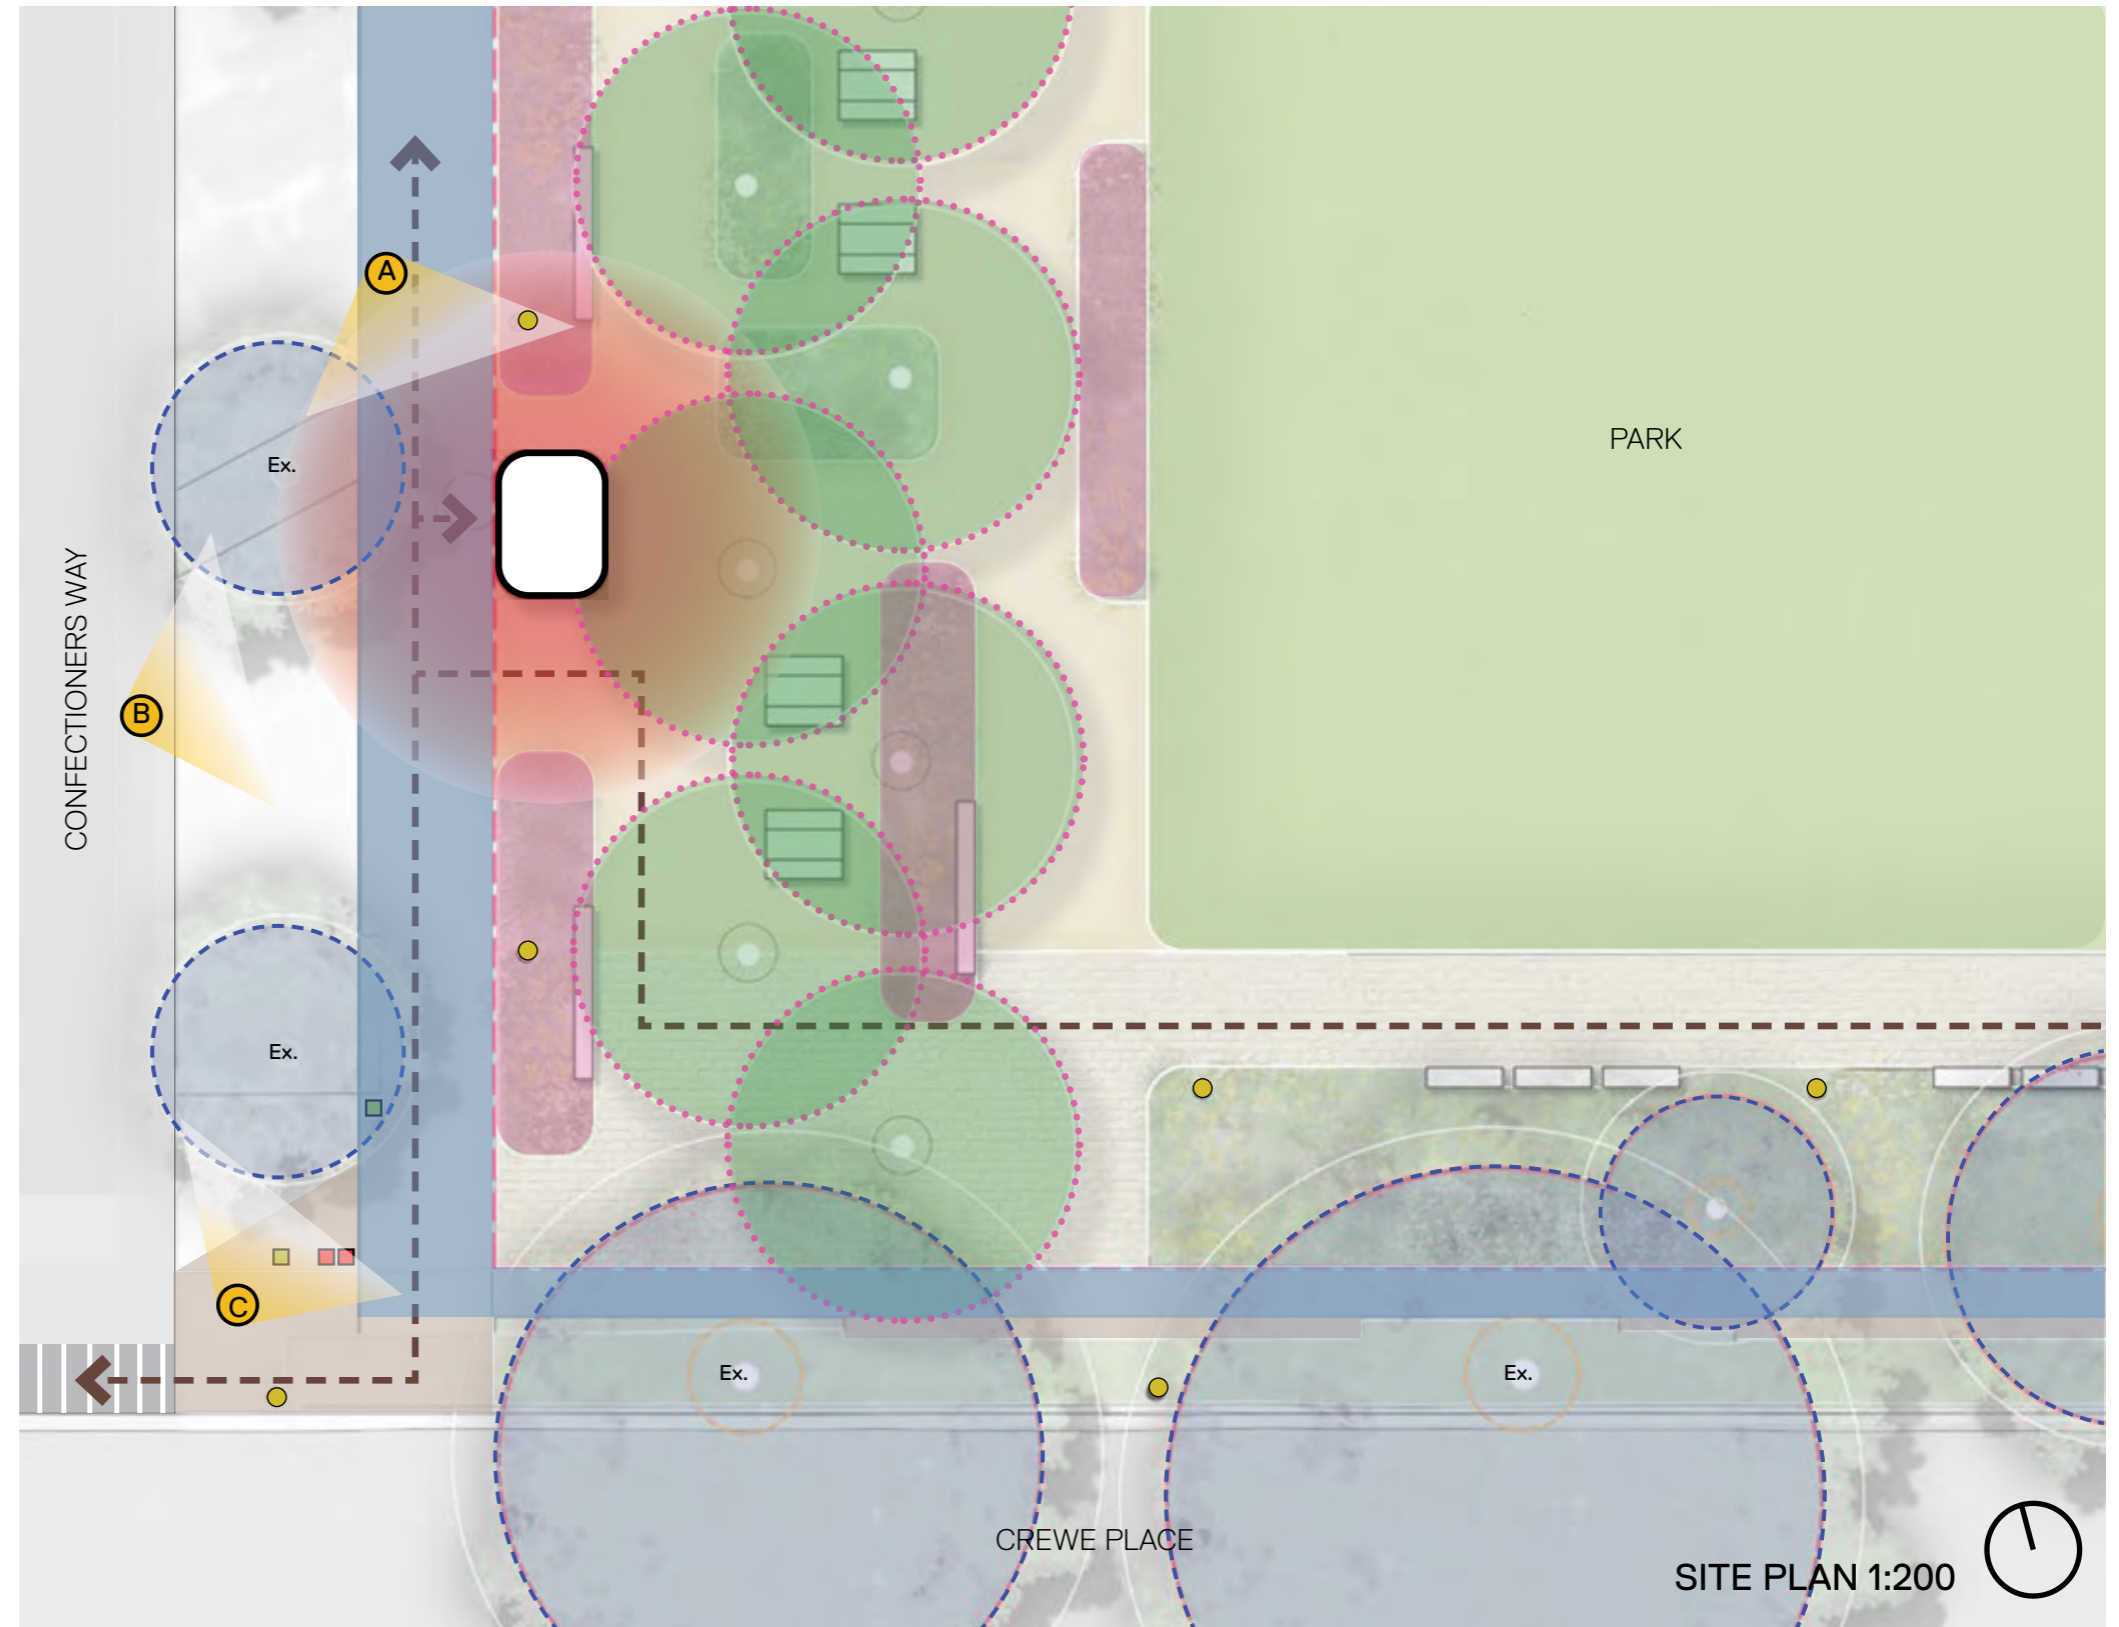 A
PARK
Ex.
CONFECTIONERS WAY
B
Ex.
C
Ex.
Ex.
CREWE PLACE
SITE PLAN 1:200